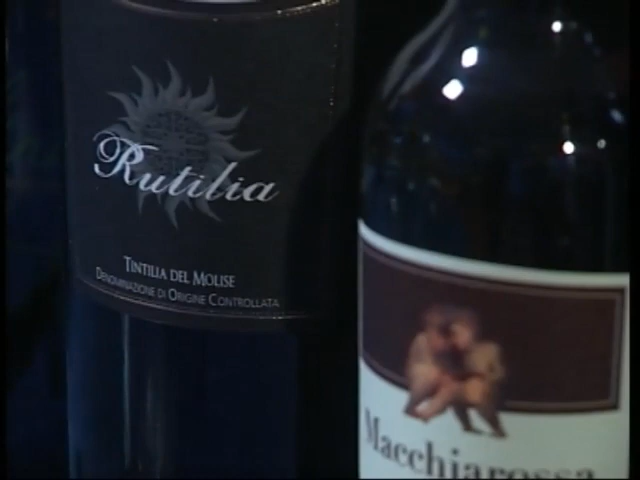 Rutilia
TINTILIA DEL MOLISE
DENOMINAZIONE DI ORIGINE CONTROLLATA
Macchiarossa